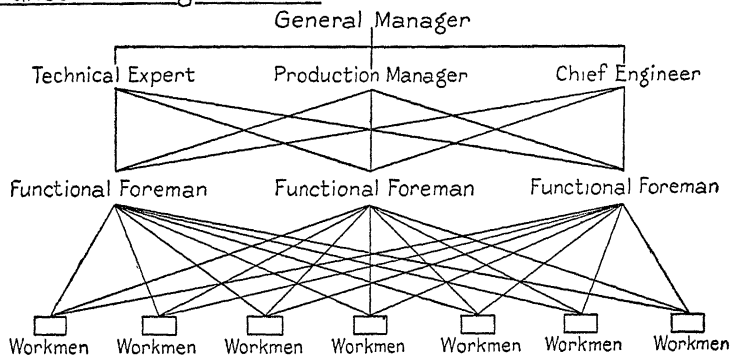 General Manager
Technical Expert Production Manager Chief Engineer
Functional Foreman Functional Foreman Functional Foreman
Workmen Workmen Workmen Workmen Workmen Workmen Workmen